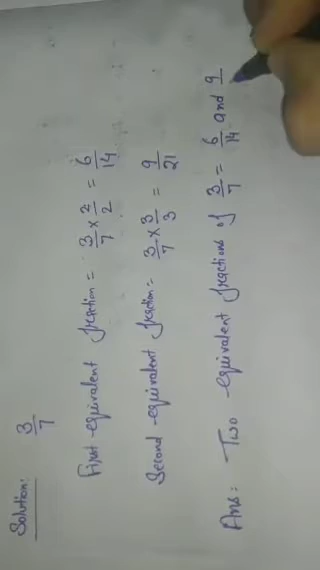 Solution:
3/7
First equivalent fraction = 3/7 × 2/2 = 6/14
Second equivalent fraction = 3/7 × 3/3 = 9/21
Ans: Two equivalent fractions of 3/7 = 6/14 and 9/